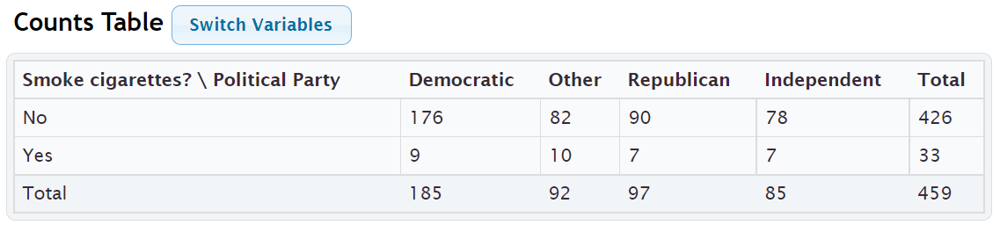 Counts Table Switch Variables
Smoke cigarettes? \ Political Party Democratic Other Republican Independent Total
No 176 82 90 78 426
Yes 9 10 7 7 33
Total 185 92 97 85 459